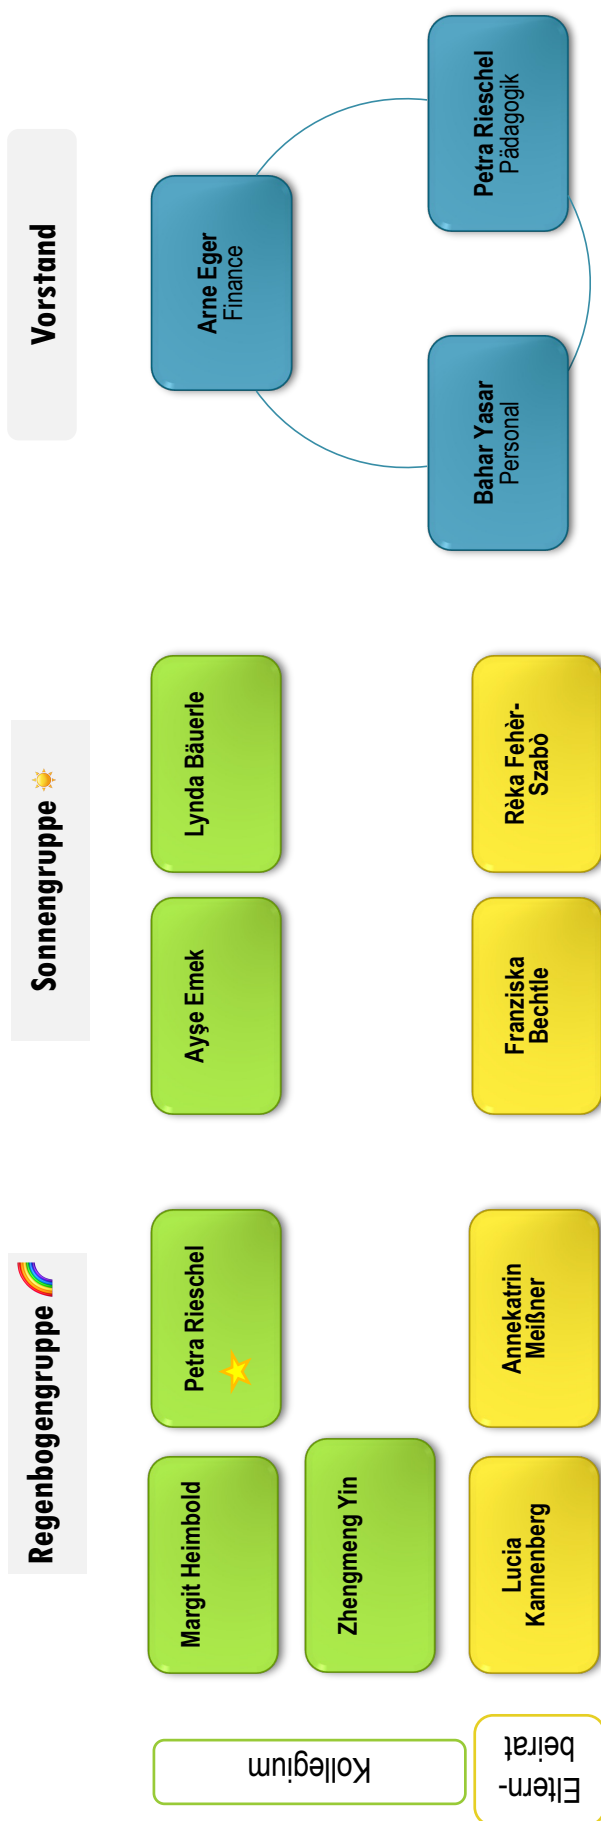 Regenbogengruppe
Sonnengruppe
Vorstand
Kollegium
Margit Heimbold
Petra Rieschel
Zhengmeng Yin
Ayşe Emek
Lynda Bäuerle
Arne Eger
Finance
Bahar Yasar
Personal
Petra Rieschel
Pädagogik
Eltern-
beirat
Lucia
Kannenberg
Annekatrin
Meißner
Franziska
Bechtle
Rèka Fehèr-
Szabò